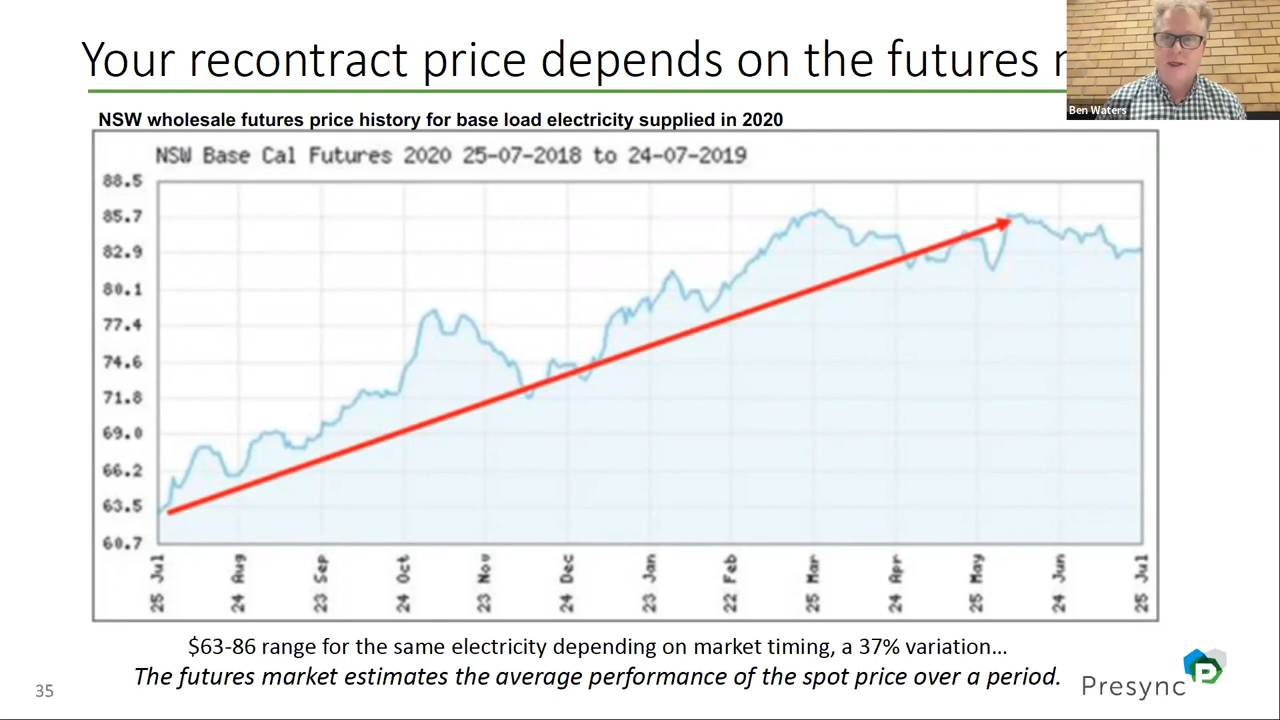 Your recontract price depends on the futures
Ben Waters
NSW wholesale futures price history for base load electricity supplied in 2020
NSW Base Cal Futures 2020 25-07-2018 to 24-07-2019
88.5
85.7
82.9
80.1
77.4
74.6
71.8
69.0
66.2
63.5
60.7
25 Jul
24 Aug
23 Sep
24 Oct
23 Nov
24 Dec
23 Jan
22 Feb
25 Mar
24 Apr
25 May
24 Jun
25 Jul
$63-86 range for the same electricity depending on market timing, a 37% variation…
The futures market estimates the average performance of the spot price over a period.
35
Presync